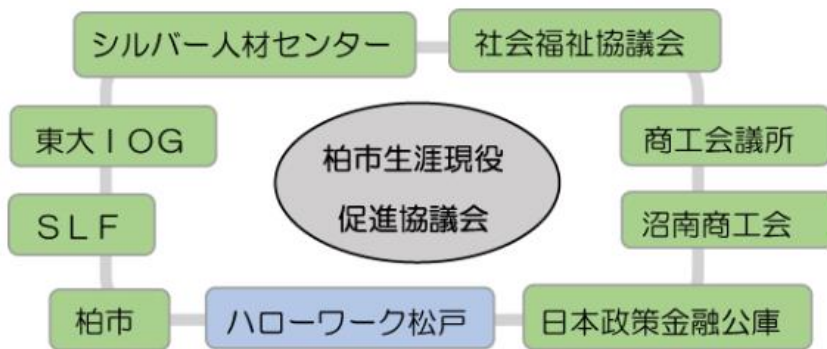 シルバー人材センター
社会福祉協議会
東大ＩＯＧ
商工会議所
柏市生涯現役
促進協議会
ＳＬＦ
沼南商工会
柏市
ハローワーク松戸
日本政策金融公庫